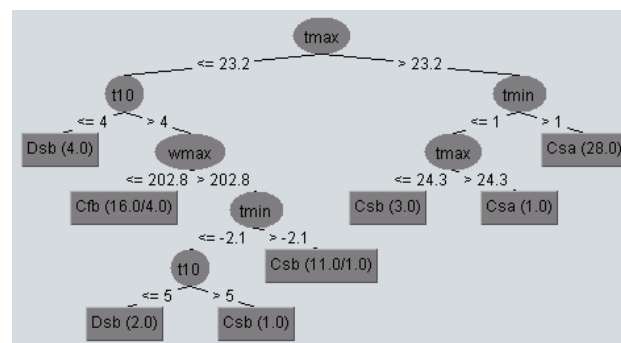 tmax
<= 23.2 > 23.2
t10 tmin
<= 4 > 4 <= 1 > 1
Dsb (4.0) wmax tmax Csa (28.0)
<= 202.8 > 202.8 <= 24.3 > 24.3
Cfb (16.0/4.0) tmin Csb (3.0) Csa (1.0)
<= -2.1 > -2.1
t10 Csb (11.0/1.0)
<= 5 > 5
Dsb (2.0) Csb (1.0)